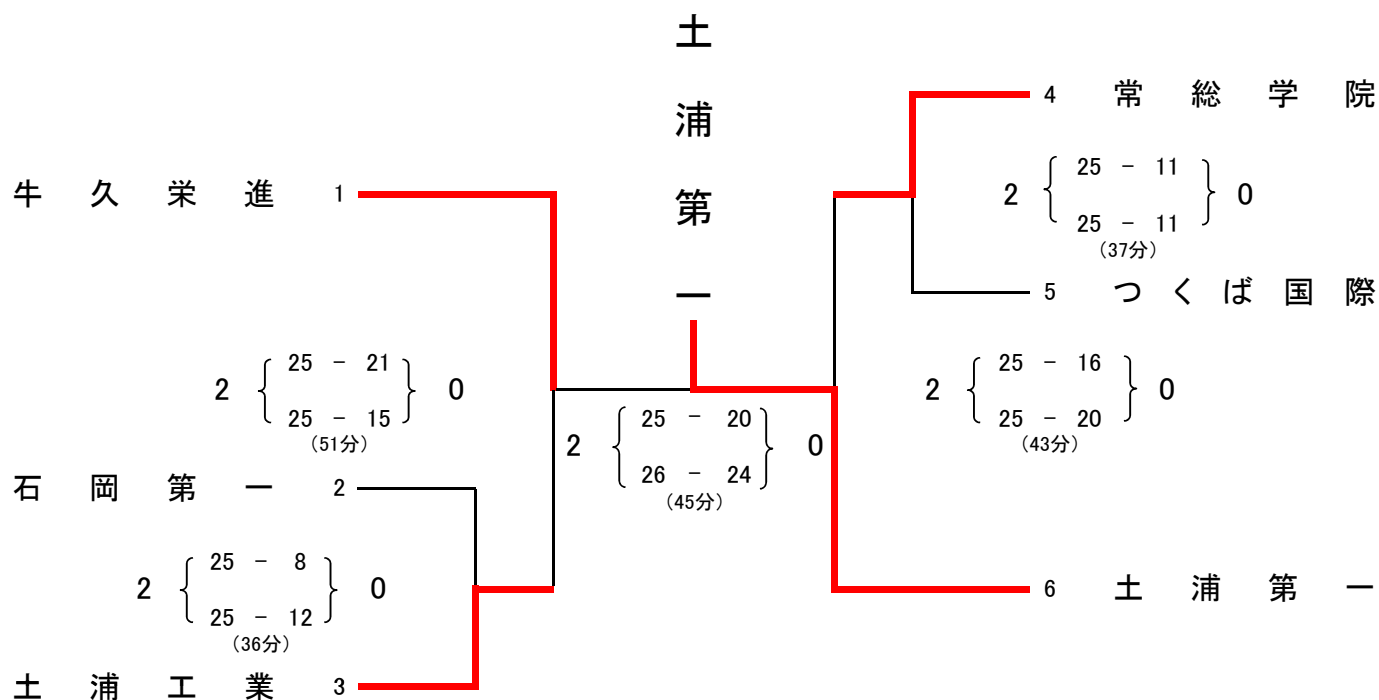 土浦第一
4 常総学院
2 25 － 11 0
25 － 11
(37分)
牛久栄進 1
5 つくば国際
2 25 － 21 0
25 － 15
(51分)
2 25 － 20 0
26 － 24
(45分)
2 25 － 16 0
25 － 20
(43分)
石岡第一 2
2 25 － 8 0
25 － 12
(36分)
6 土浦第一
土浦工業 3